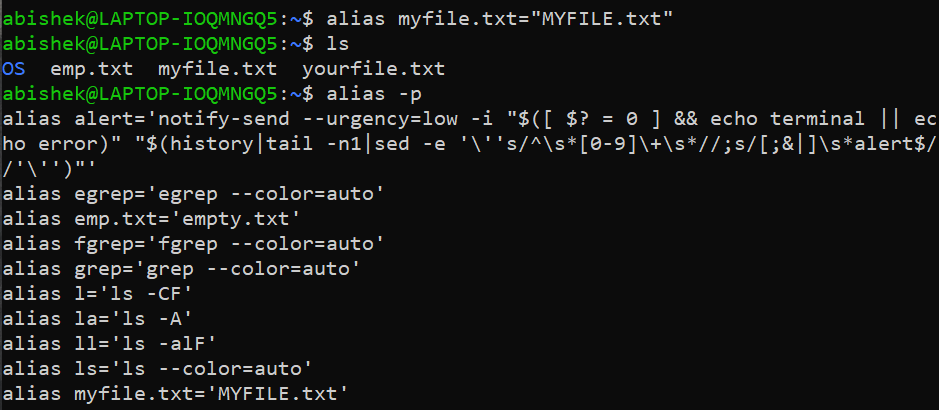 abishek@LAPTOP-IOQMNGQ5:~$ alias myfile.txt="MYFILE.txt"
abishek@LAPTOP-IOQMNGQ5:~$ ls
OS  emp.txt  myfile.txt  yourfile.txt
abishek@LAPTOP-IOQMNGQ5:~$ alias -p
alias alert='notify-send --urgency=low -i "$([ $? = 0 ] && echo terminal || ec
ho error)" "$(history|tail -n1|sed -e '\''s/^\s*[0-9]\+\s*//;s/[;&|]\s*alert$/
/'\'')"'
alias egrep='egrep --color=auto'
alias emp.txt='empty.txt'
alias fgrep='fgrep --color=auto'
alias grep='grep --color=auto'
alias l='ls -CF'
alias la='ls -A'
alias ll='ls -alF'
alias ls='ls --color=auto'
alias myfile.txt='MYFILE.txt'